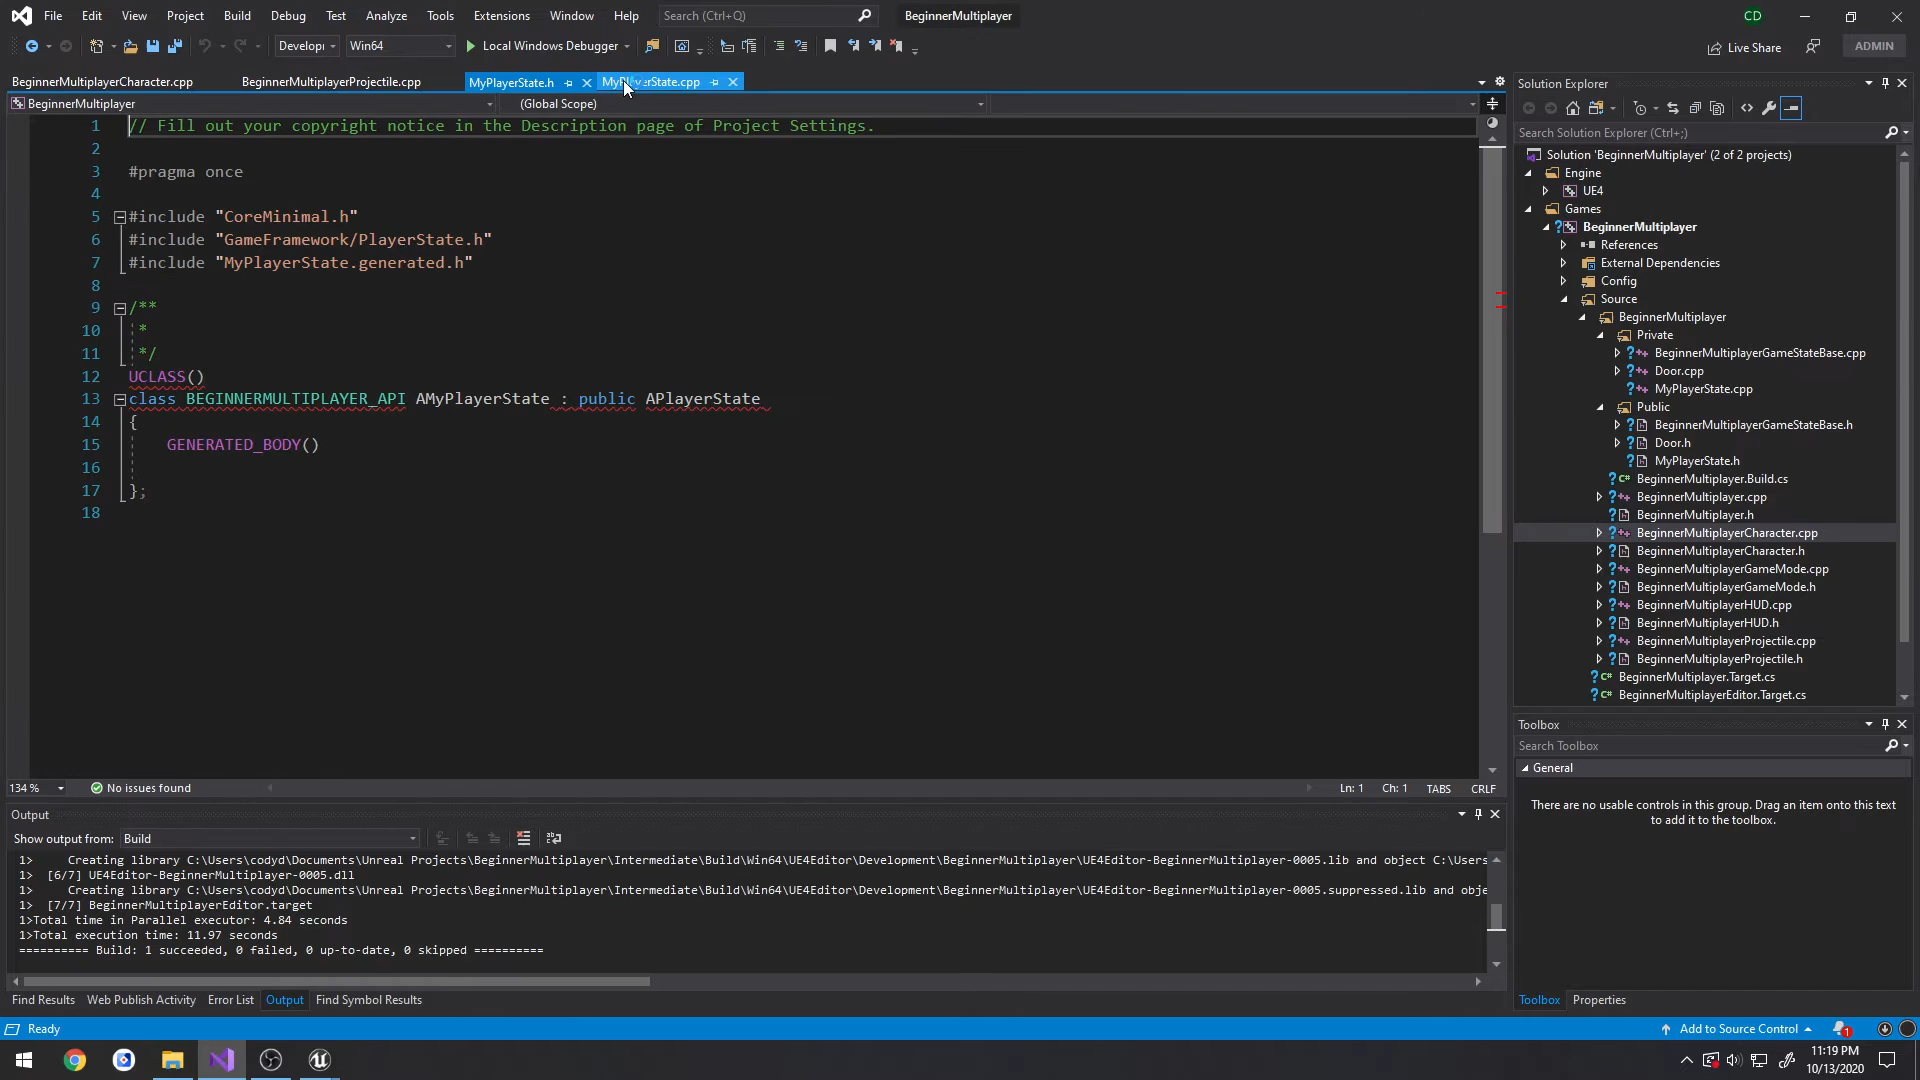 File Edit View Project Build Debug Test Analyze Tools Extensions Window Help Search (Ctrl+Q) BeginnerMultiplayer CD
Develop Win64 Local Windows Debugger Live Share ADMIN
BeginnerMultiplayerCharacter.cpp BeginnerMultiplayerProjectile.cpp MyPlayerState.h MyPlayerState.cpp
BeginnerMultiplayer (Global Scope)
1 // Fill out your copyright notice in the Description page of Project Settings.
2
3 #pragma once
4
5 #include "CoreMinimal.h"
6 #include "GameFramework/PlayerState.h"
7 #include "MyPlayerState.generated.h"
8
9 /**
10 *
11 */
12 UCLASS()
13 class BEGINNERMULTIPLAYER_API AMyPlayerState : public APlayerState
14 {
15 GENERATED_BODY()
16
17 };
18
134 % No issues found Ln: 1 Ch: 1 TABS CRLF
Output
Show output from: Build
1> Creating library C:\Users\codyd\Documents\Unreal Projects\BeginnerMultiplayer\Intermediate\Build\Win64\UE4Editor\Development\BeginnerMultiplayer\UE4Editor-BeginnerMultiplayer-0005.lib and object C:\Users
1> [6/7] UE4Editor-BeginnerMultiplayer-0005.dll
1> Creating library C:\Users\codyd\Documents\Unreal Projects\BeginnerMultiplayer\Intermediate\Build\Win64\UE4Editor\Development\BeginnerMultiplayer\UE4Editor-BeginnerMultiplayer-0005.suppressed.lib and obje
1> [7/7] BeginnerMultiplayerEditor.target
1>Total time in Parallel executor: 4.84 seconds
1>Total execution time: 11.97 seconds
========== Build: 1 succeeded, 0 failed, 0 up-to-date, 0 skipped ==========
Find Results Web Publish Activity Error List Output Find Symbol Results
Solution Explorer
Search Solution Explorer (Ctrl+;)
Solution 'BeginnerMultiplayer' (2 of 2 projects)
Engine
UE4
Games
BeginnerMultiplayer
References
External Dependencies
Config
Source
BeginnerMultiplayer
Private
BeginnerMultiplayerGameStateBase.cpp
Door.cpp
MyPlayerState.cpp
Public
BeginnerMultiplayerGameStateBase.h
Door.h
MyPlayerState.h
BeginnerMultiplayer.Build.cs
BeginnerMultiplayer.cpp
BeginnerMultiplayer.h
BeginnerMultiplayerCharacter.cpp
BeginnerMultiplayerCharacter.h
BeginnerMultiplayerGameMode.cpp
BeginnerMultiplayerGameMode.h
BeginnerMultiplayerHUD.cpp
BeginnerMultiplayerHUD.h
BeginnerMultiplayerProjectile.cpp
BeginnerMultiplayerProjectile.h
BeginnerMultiplayer.Target.cs
BeginnerMultiplayerEditor.Target.cs
Toolbox
Search Toolbox
General
There are no usable controls in this group. Drag an item onto this text
to add it to the toolbox.
Toolbox Properties
Ready Add to Source Control 1
11:19 PM
10/13/2020